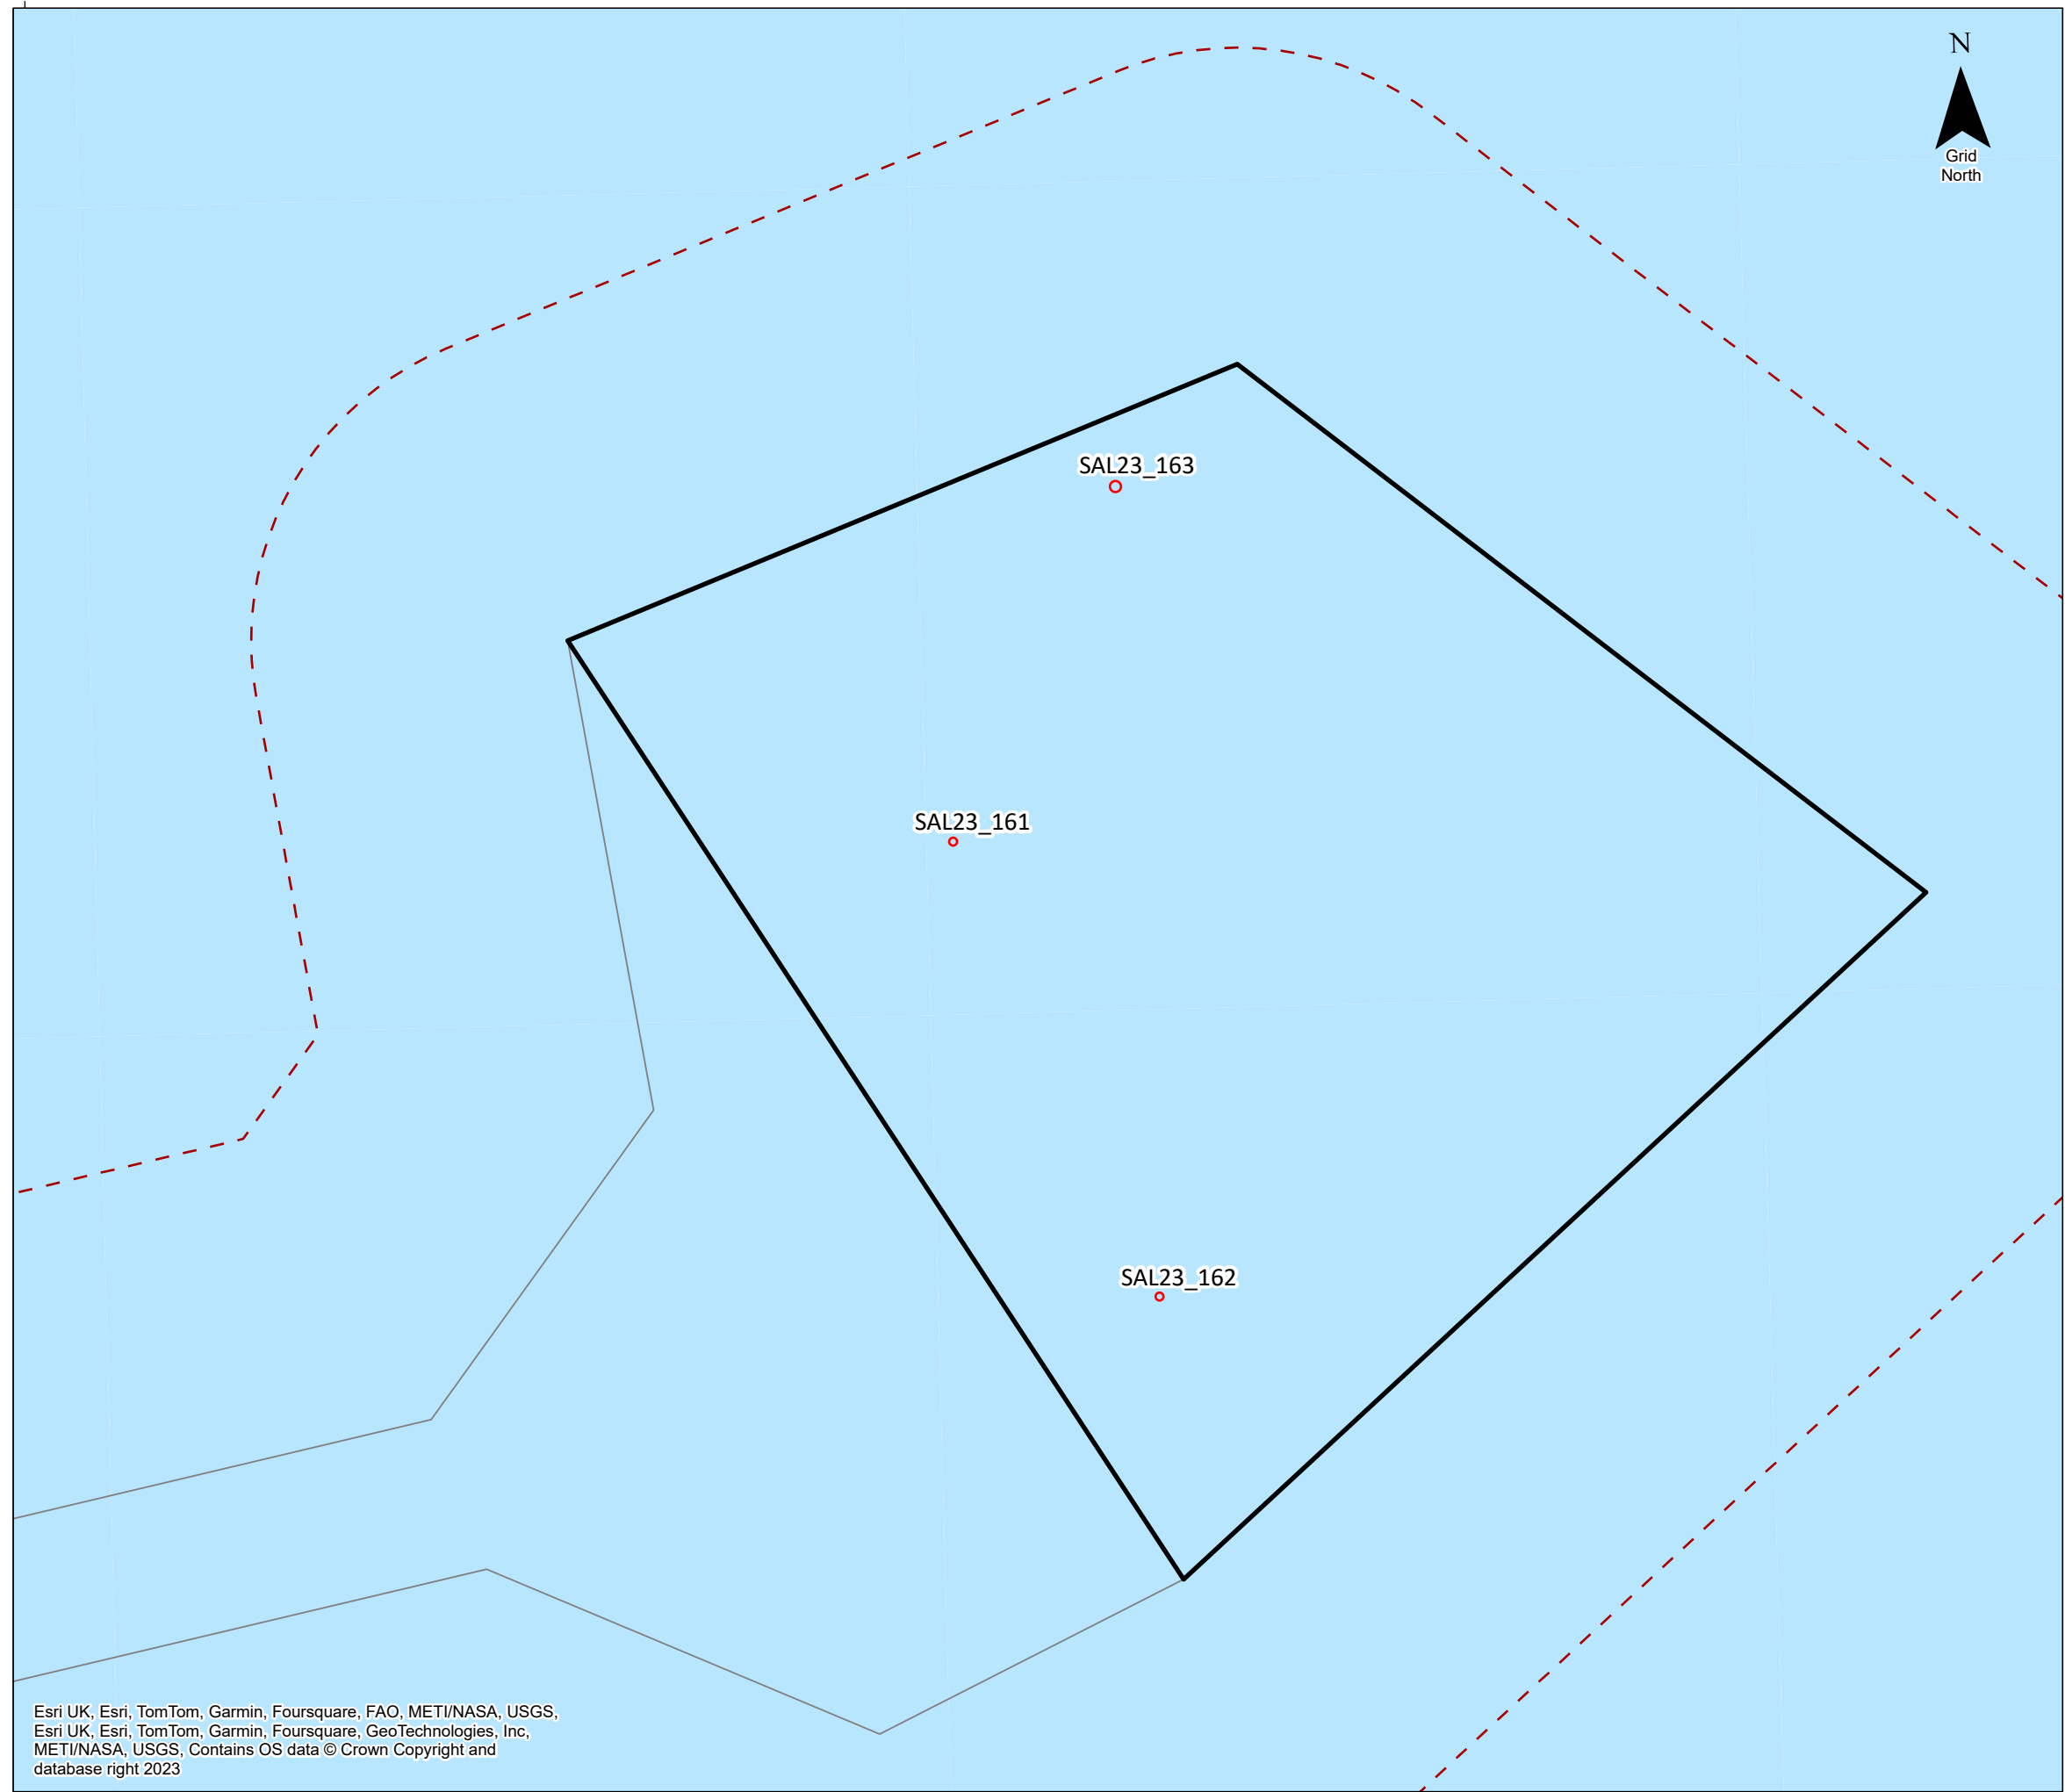 N
Grid
North
SAL23_163
SAL23_161
SAL23_162
Esri UK, Esri, TomTom, Garmin, Foursquare, FAO, METI/NASA, USGS,
Esri UK, Esri, TomTom, Garmin, Foursquare, GeoTechnologies, Inc,
METI/NASA, USGS, Contains OS data © Crown Copyright and
database right 2023